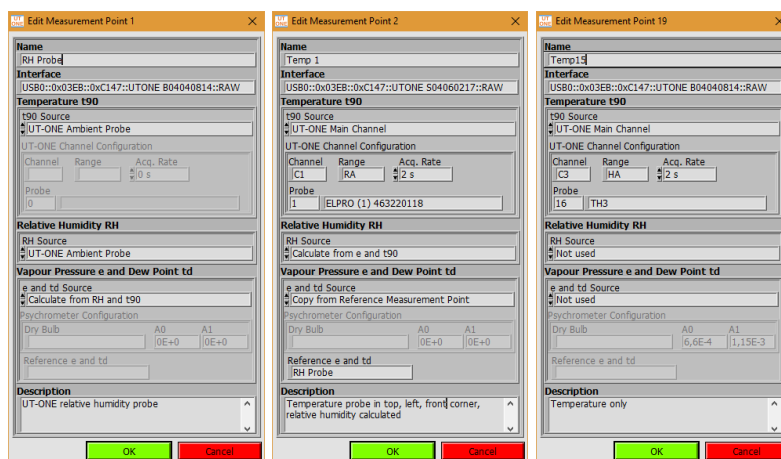 UT ONE Edit Measurement Point 1
Name
RH Probe
Interface
USB0::0x03EB::0xC147::UTONE B04040814::RAW
Temperature t90
t90 Source
UT-ONE Ambient Probe
UT-ONE Channel Configuration
Channel Range Acq. Rate
0 s
Probe
0
Relative Humidity RH
RH Source
UT-ONE Ambient Probe
Vapour Pressure e and Dew Point td
e and td Source
Calculate from RH and t90
Psychrometer Configuration
Dry Bulb A0 A1
0E+0 0E+0
Reference e and td
Description
UT-ONE relative humidity probe
OK Cancel
UT ONE Edit Measurement Point 2
Name
Temp 1
Interface
USB0::0x03EB::0xC147::UTONE S04060217::RAW
Temperature t90
t90 Source
UT-ONE Main Channel
UT-ONE Channel Configuration
Channel Range Acq. Rate
C1 RA 2 s
Probe
1 ELPRO (1) 463220118
Relative Humidity RH
RH Source
Calculate from e and t90
Vapour Pressure e and Dew Point td
e and td Source
Copy from Reference Measurement Point
Psychrometer Configuration
Dry Bulb A0 A1
0E+0 0E+0
Reference e and td
RH Probe
Description
Temperature probe in top, left, front corner,
relative humidity calculated
OK Cancel
UT ONE Edit Measurement Point 19
Name
Temp15
Interface
USB0::0x03EB::0xC147::UTONE B04040814::RAW
Temperature t90
t90 Source
UT-ONE Main Channel
UT-ONE Channel Configuration
Channel Range Acq. Rate
C3 HA 2 s
Probe
16 TH3
Relative Humidity RH
RH Source
Not used
Vapour Pressure e and Dew Point td
e and td Source
Not used
Psychrometer Configuration
Dry Bulb A0 A1
6,6E-4 1,15E-3
Reference e and td
Description
Temperature only
OK Cancel